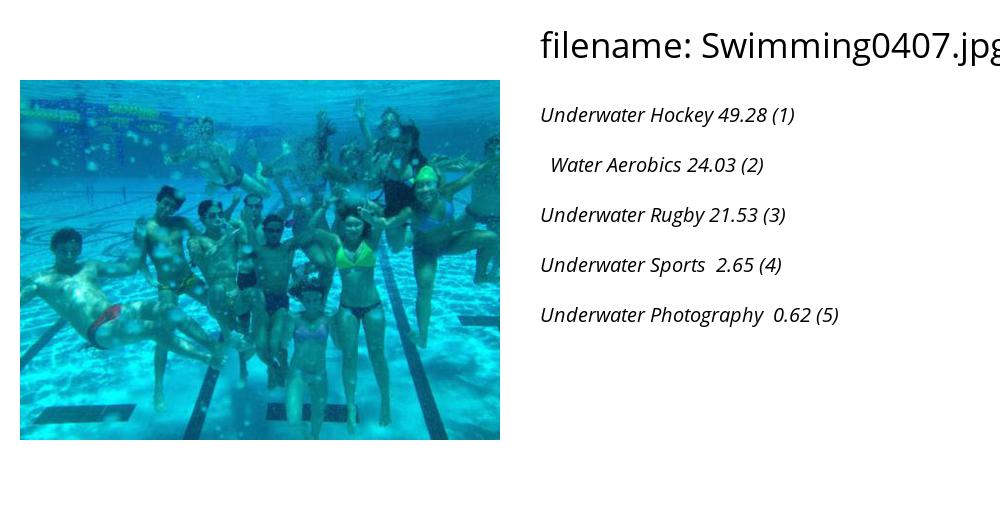 filename: Swimming0407.jpg
Underwater Hockey 49.28 (1)
Water Aerobics 24.03 (2)
Underwater Rugby 21.53 (3)
Underwater Sports 2.65 (4)
Underwater Photography 0.62 (5)